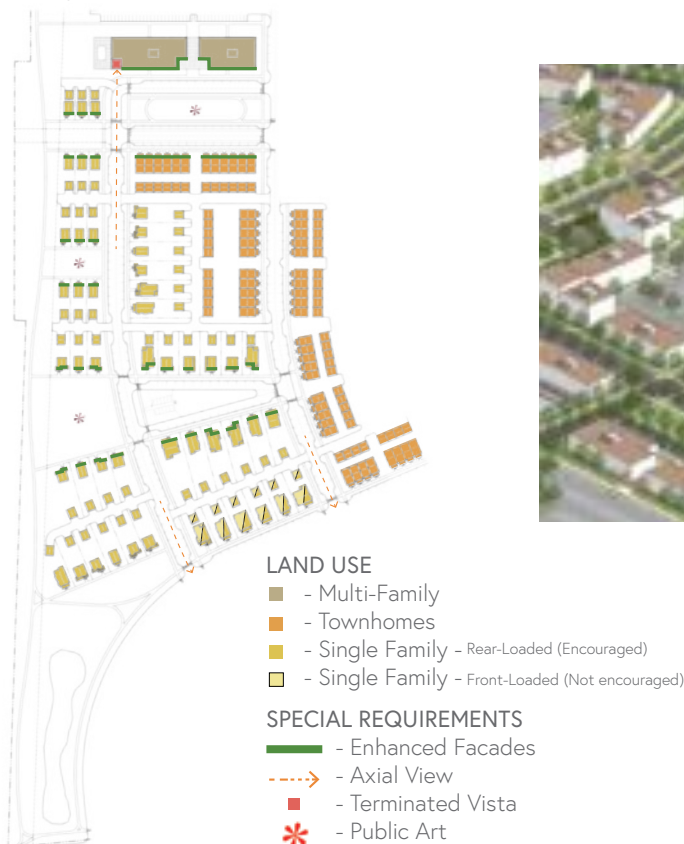 LAND USE
- Multi-Family
- Townhomes
- Single Family - Rear-Loaded (Encouraged)
- Single Family - Front-Loaded (Not encouraged)
SPECIAL REQUIREMENTS
- Enhanced Facades
- Axial View
- Terminated Vista
- Public Art